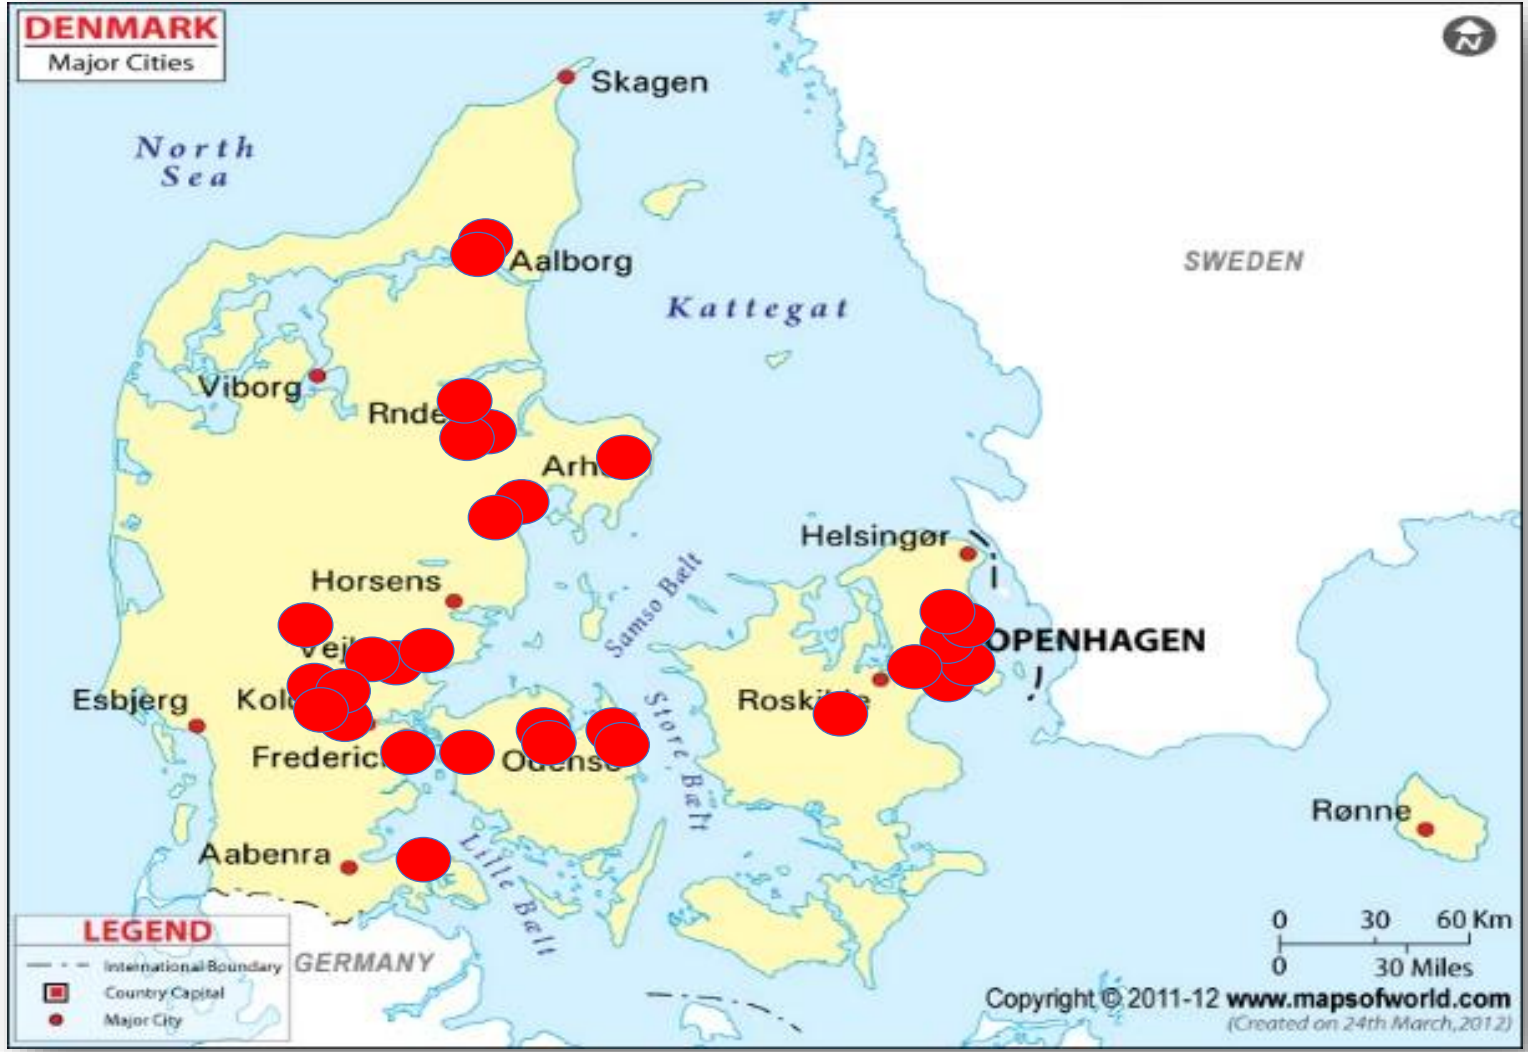 DENMARK
Major Cities
N
Skagen
North
Sea
Aalborg
SWEDEN
Kattegat
Viborg
Rnde
Arh
Helsingør
Samso Bælt
Horsens
OPENHAGEN
Vej
Esbjerg
Kol
Roskil e
Store Bælt
Frederic
Odense
Rønne
Aabenra
Lille Bælt
LEGEND
International Boundary
Country Capital
Major City
GERMANY
0 30 60 Km
0 30 Miles
Copyright © 2011-12 www.mapsofworld.com
(Created on 24th March,2012)